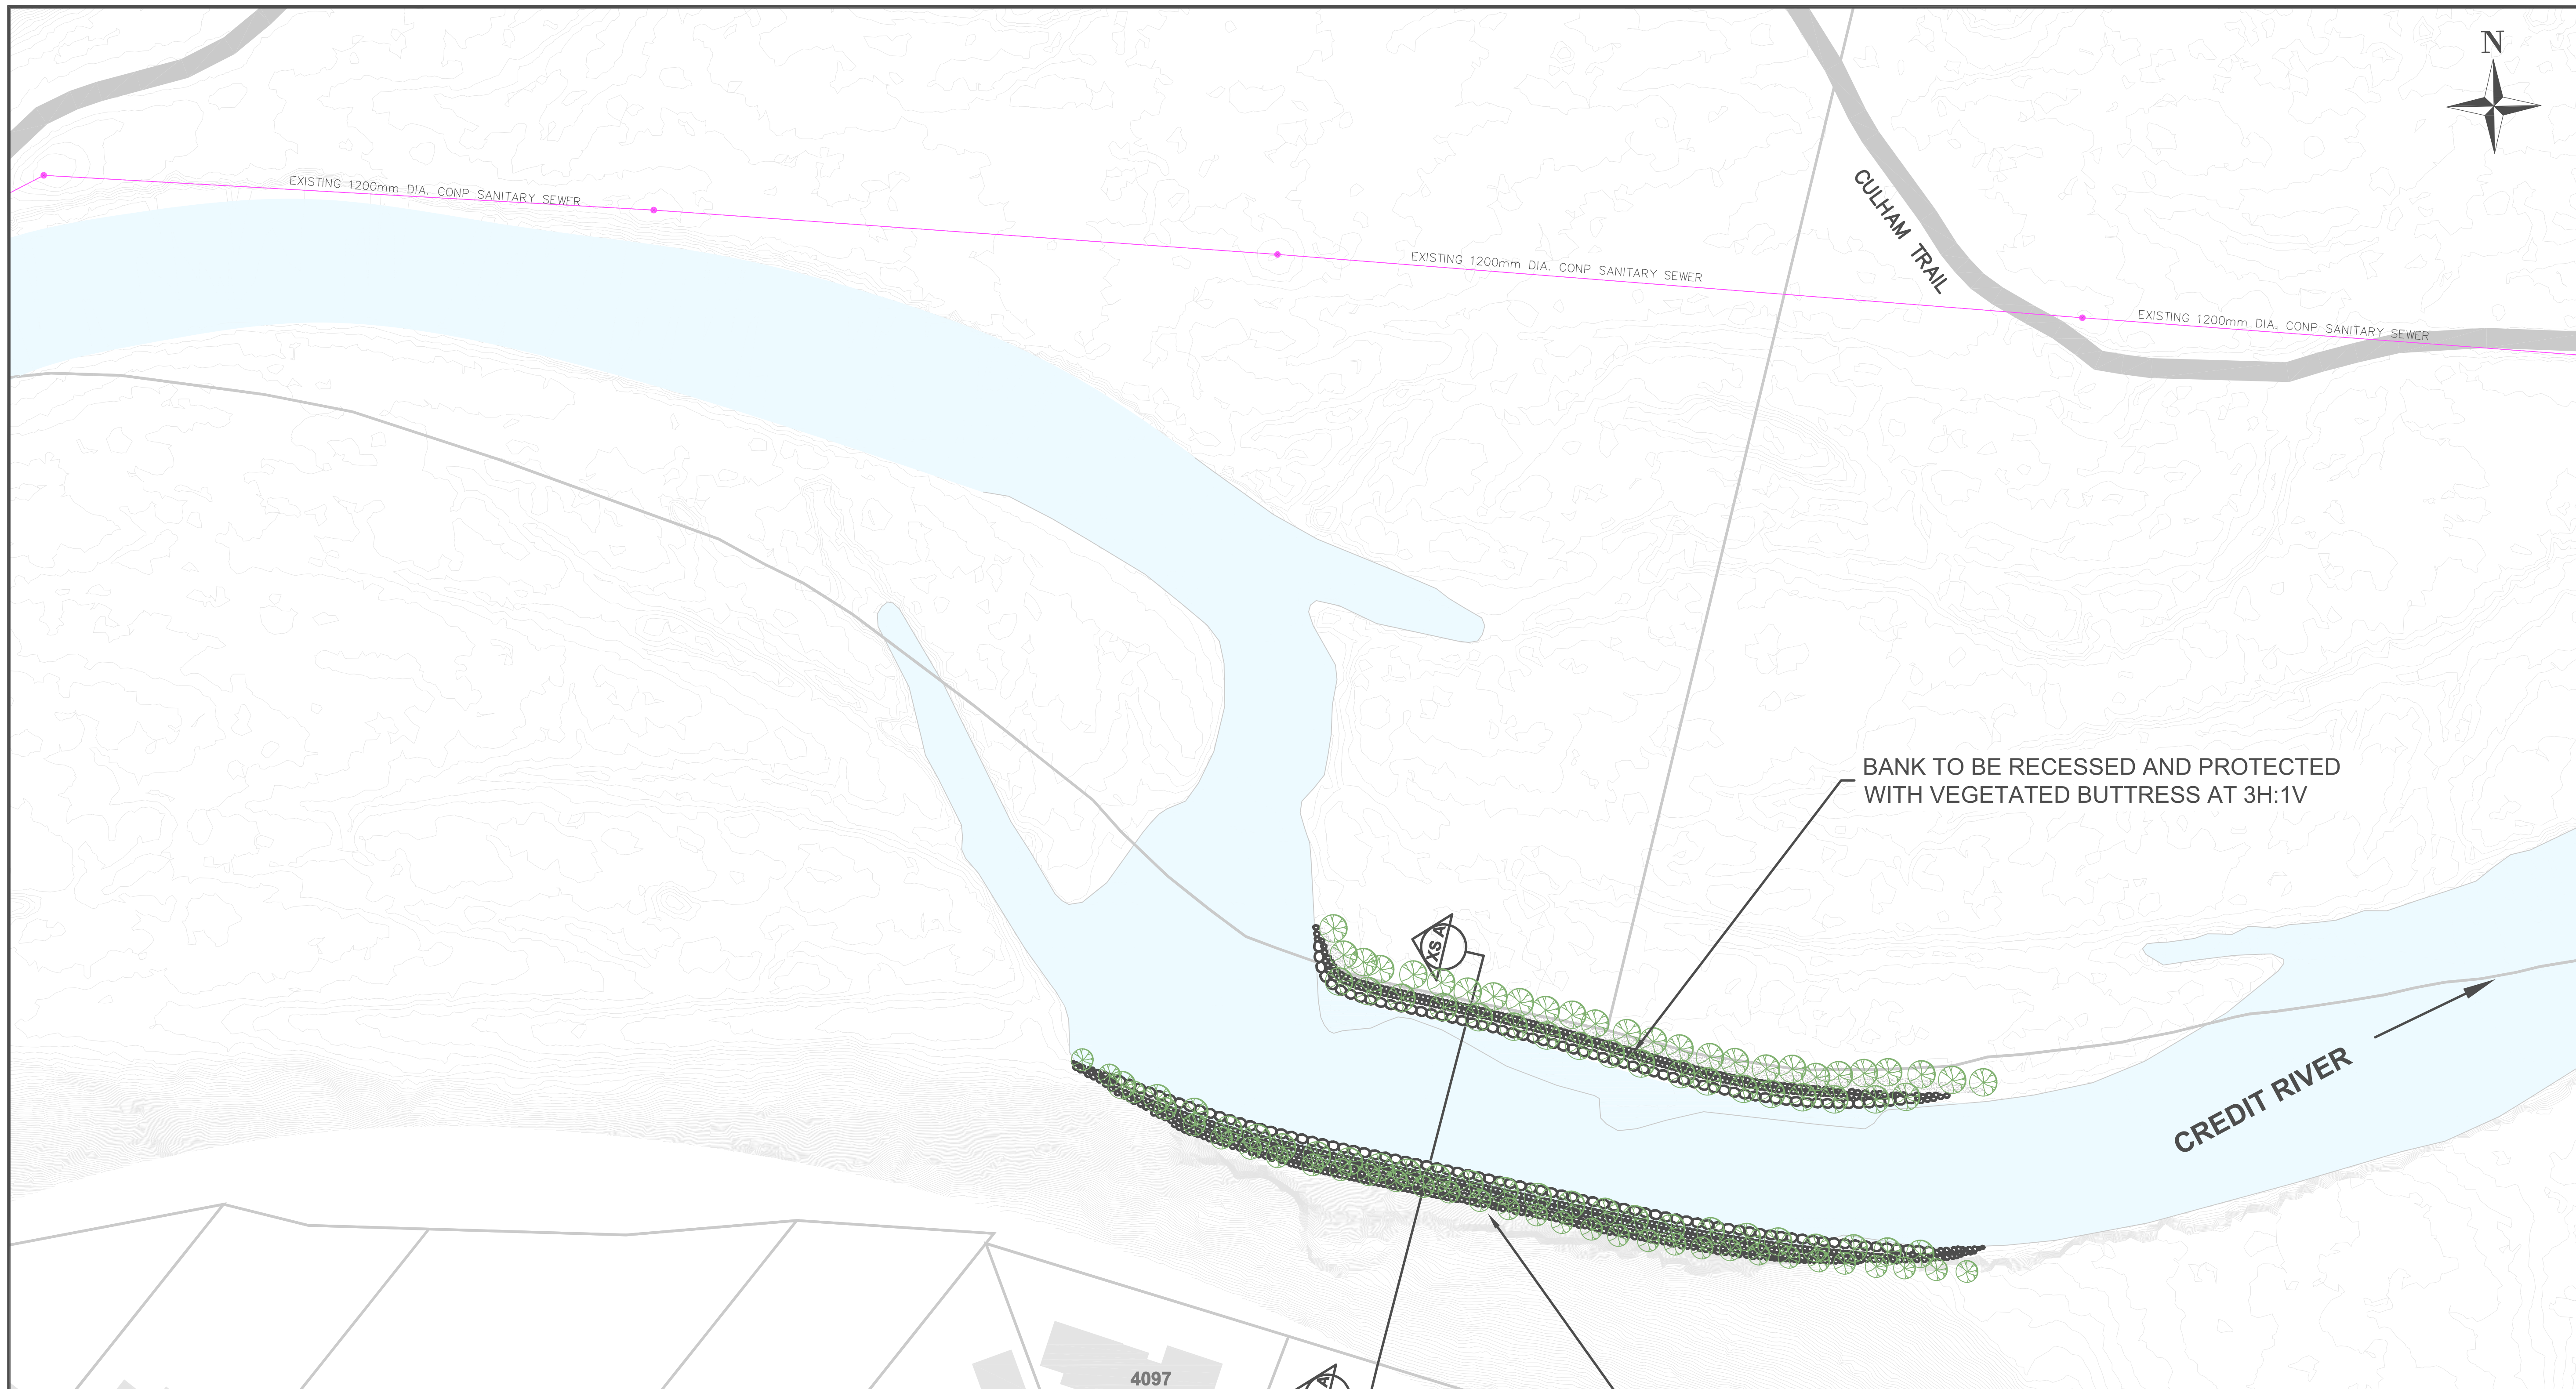 N
EXISTING 1200mm DIA. CONP SANITARY SEWER
EXISTING 1200mm DIA. CONP SANITARY SEWER
CULHAM TRAIL
EXISTING 1200mm DIA. CONP SANITARY SEWER
BANK TO BE RECESSED AND PROTECTED
WITH VEGETATED BUTTRESS AT 3H:1V
XS A
CREDIT RIVER
4097